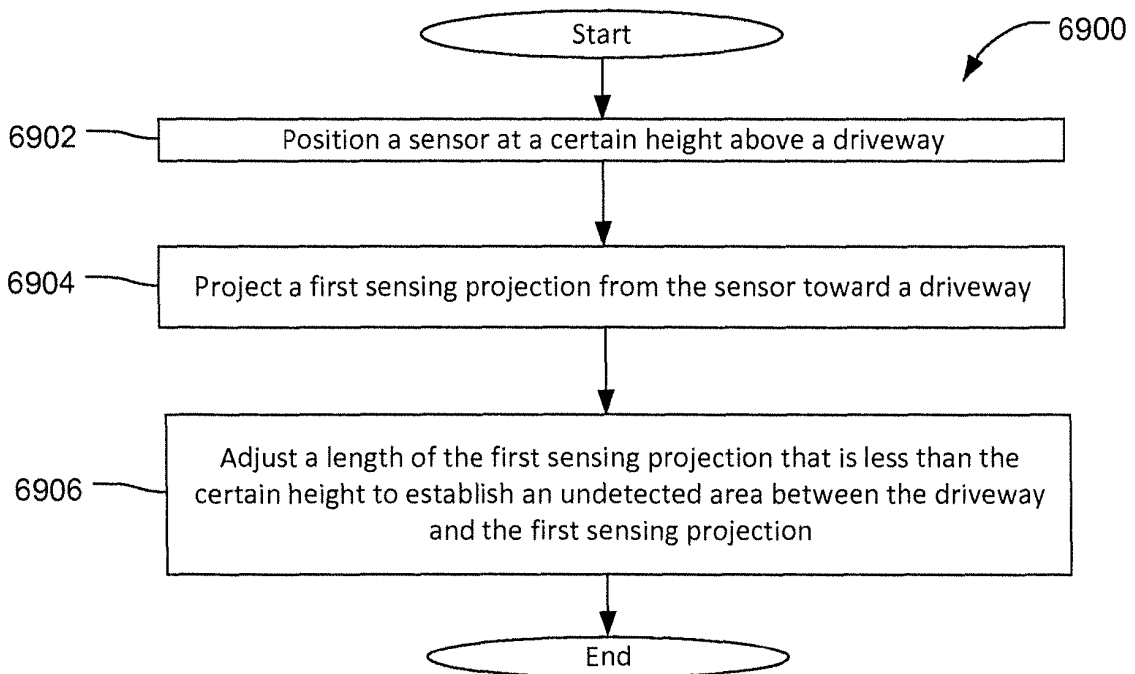 Start
6900
6902
Position a sensor at a certain height above a driveway
6904
Project a first sensing projection from the sensor toward a driveway
6906
Adjust a length of the first sensing projection that is less than the
certain height to establish an undetected area between the driveway
and the first sensing projection
End